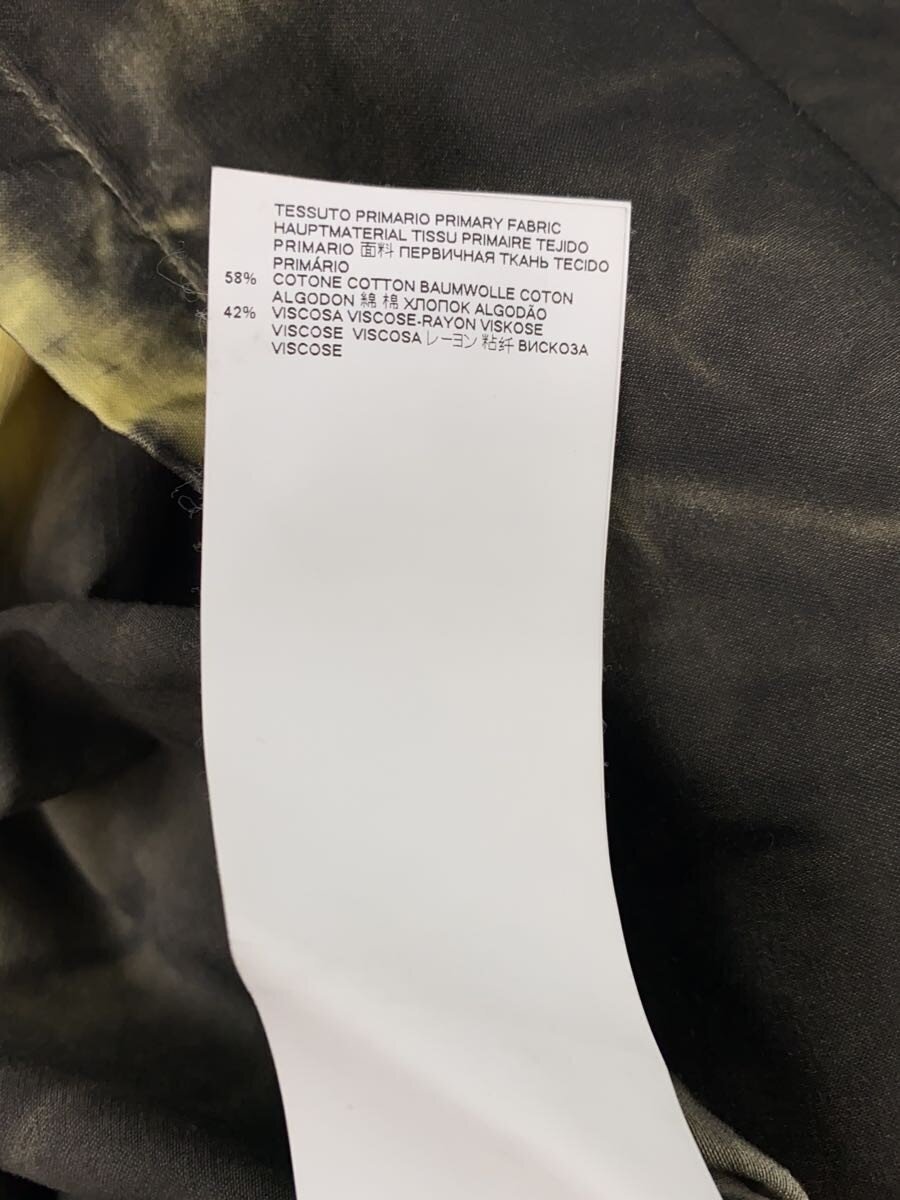 TESSUTO PRIMARIO PRIMARY FABRIC
HAUPTMATERIAL TISSU PRIMAIRE TEJIDO
PRIMARIO 面料 ПЕРВИЧНАЯ ТКАНЬ TECIDO
PRIMÁRIO
58% COTONE COTTON BAUMWOLLE COTON
ALGODON 綿 棉 ХЛОПОК ALGODÃO
42% VISCOSA VISCOSE-RAYON VISKOSE
VISCOSE VISCOSA レーヨン 粘纤 ВИСКОЗА
VISCOSE